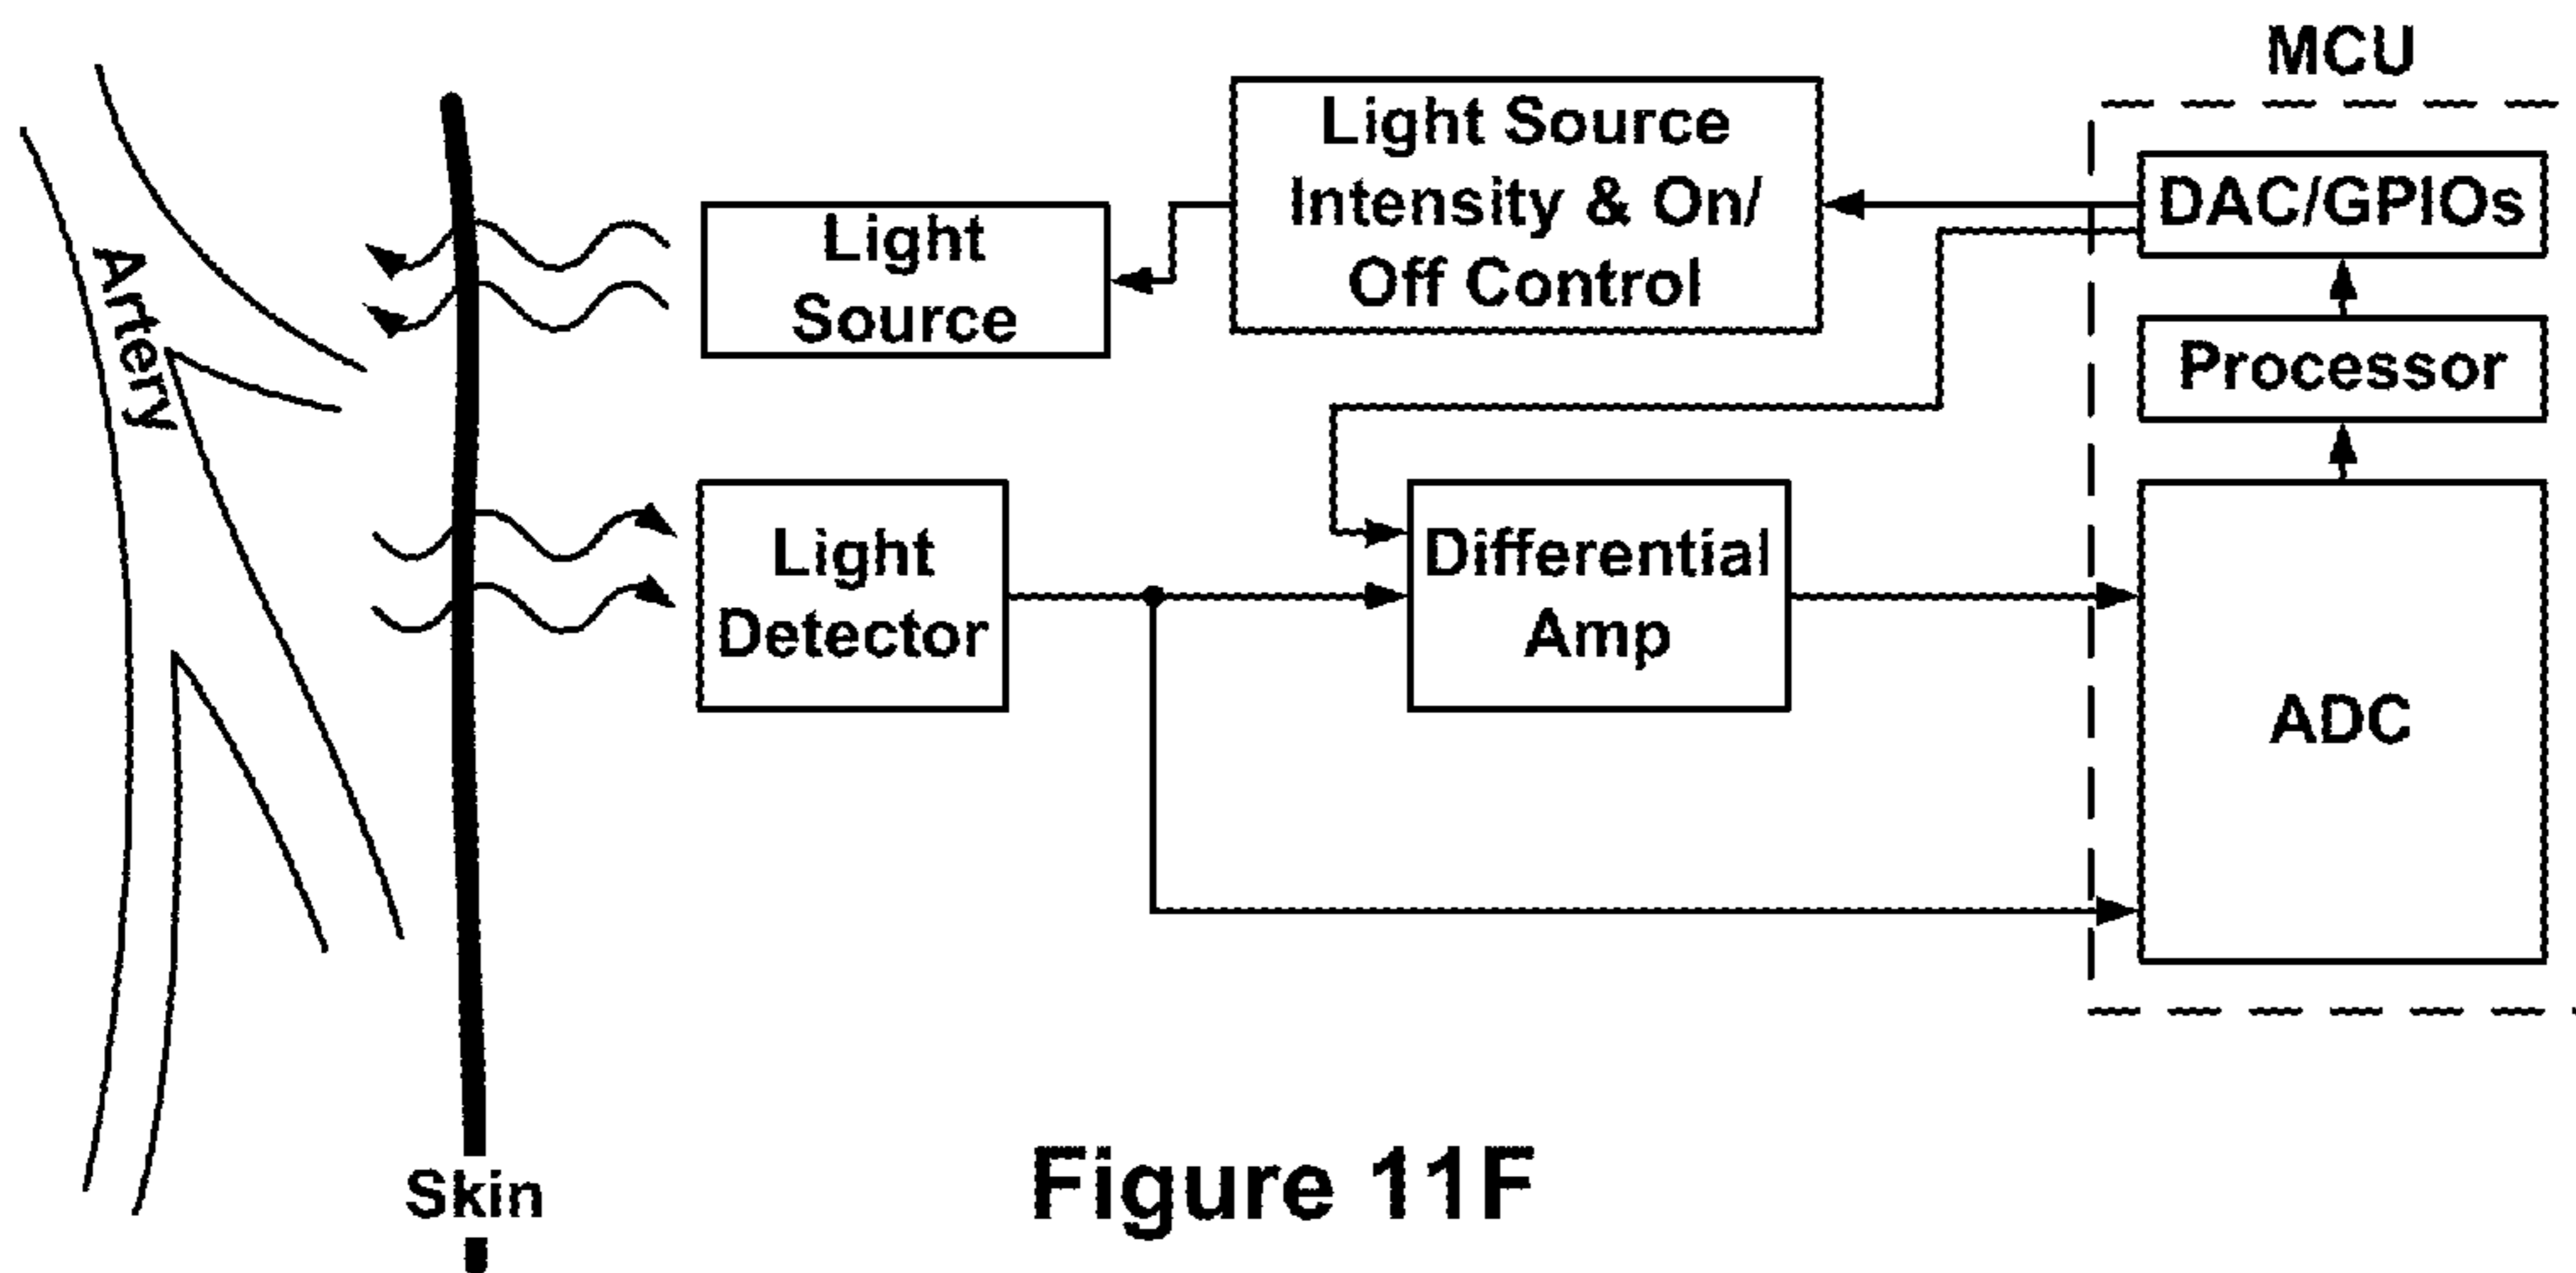 MCU
Light Source
Intensity & On/
Off Control
DAC/GPIOs
Light
Source
Artery
Processor
Light
Detector
Differential
Amp
ADC
Skin
Figure 11F